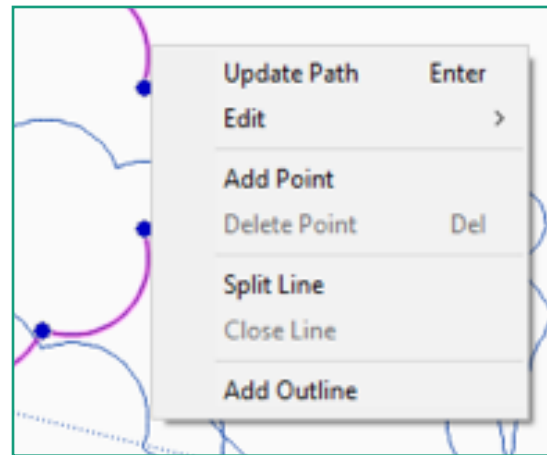 Update Path Enter
Edit >
Add Point
Delete Point Del
Split Line
Close Line
Add Outline